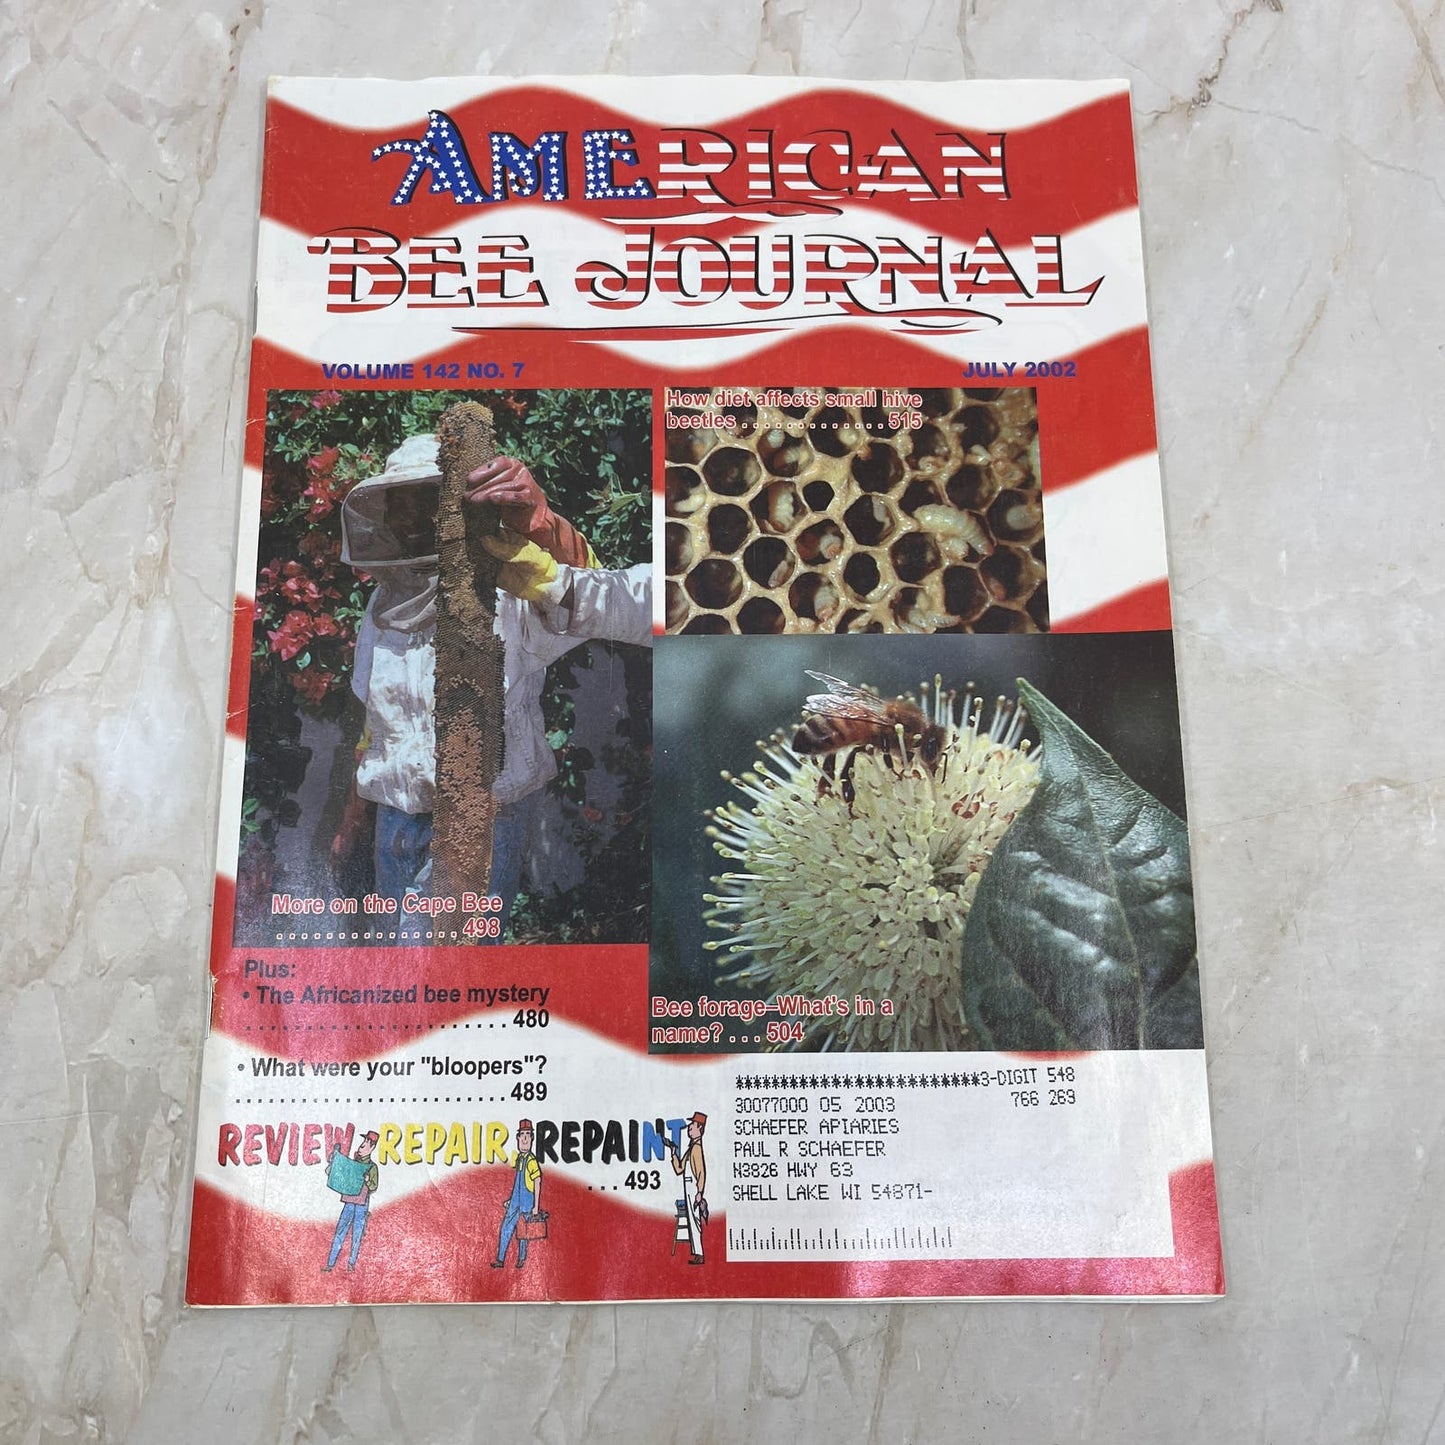 AMERICAN
BEE JOURNAL
VOLUME 142 NO. 7
JULY 2002
How diet affects small hive
beetles . . . . . . . . . . . . . 515
More on the Cape Bee
. . . . . . . . . . . . . . . 498
Bee forage–What's in a
name? . . . 504
Plus:
• The Africanized bee mystery
. . . . . . . . . . . . . . . . . . . . . . 480
• What were your "bloopers"?
. . . . . . . . . . . . . . . . . . . . . . . 489
REVIEW, REPAIR, REPAINT
. . . 493
***************************3-DIGIT 548
30077000 05 2003 766 269
SCHAEFER APIARIES
PAUL R SCHAEFER
N3826 HWY 63
SHELL LAKE WI 54871-